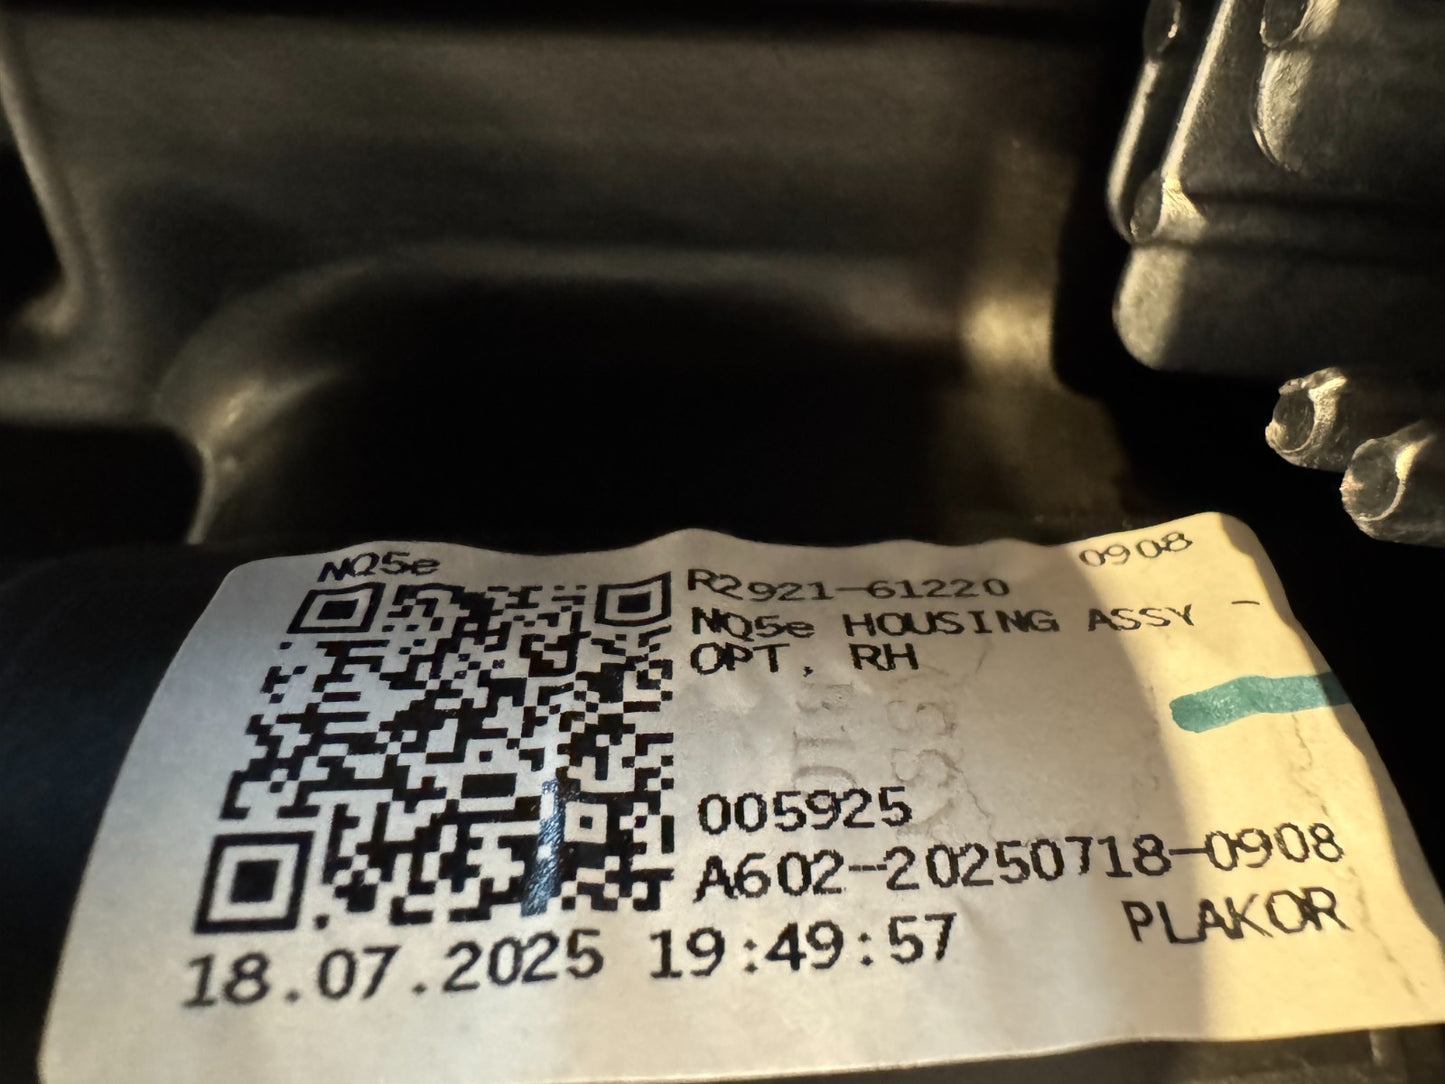 NQ5e
0908
R2921-61220
NQ5e HOUSING ASSY -
OPT, RH
005925
A602-20250718-0908
PLAKOR
18.07.2025 19:49:57